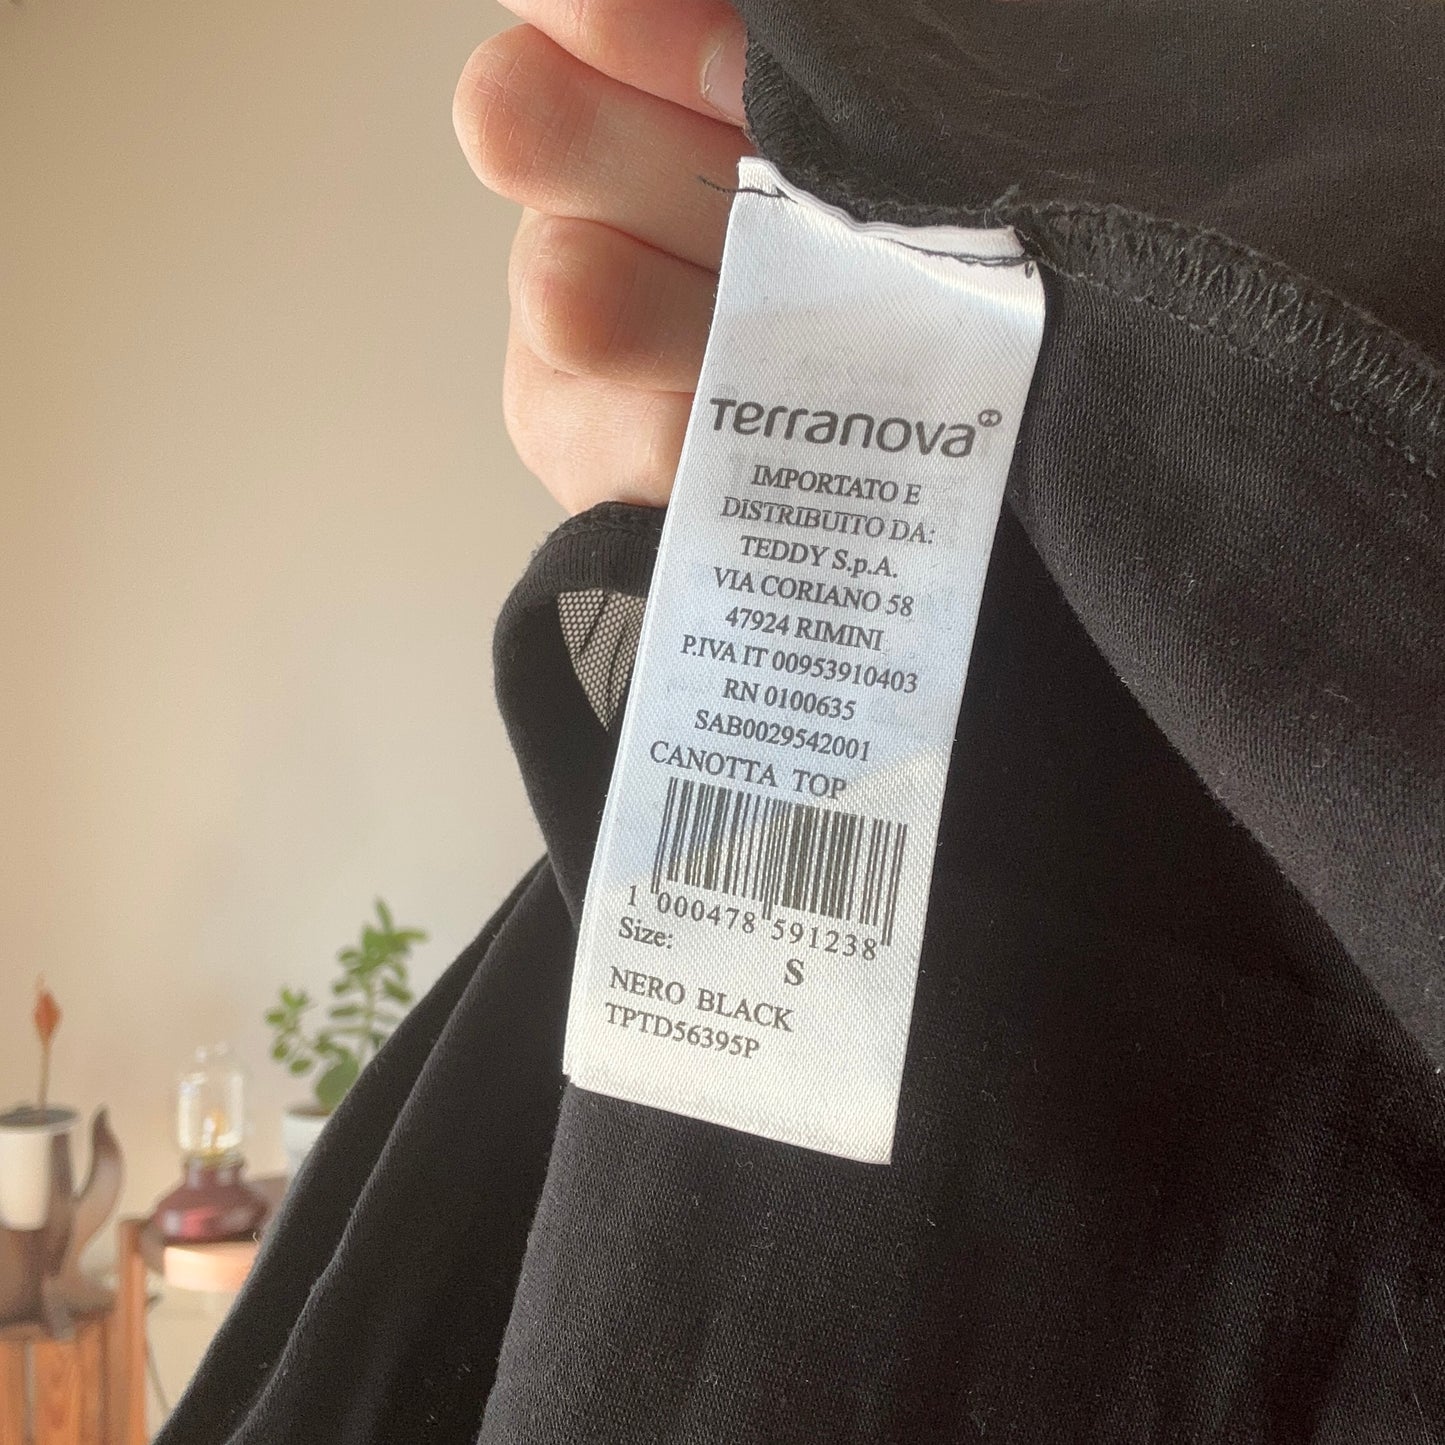 Terranova
IMPORTATO E
DISTRIBUITO DA:
TEDDY S.p.A.
VIA CORIANO 58
47924 RIMINI
P.IVA IT 00953910403
RN 0100635
SAB0029542001
CANOTTA TOP
1 000478 591238
Size:
S
NERO BLACK
TPTD56395P